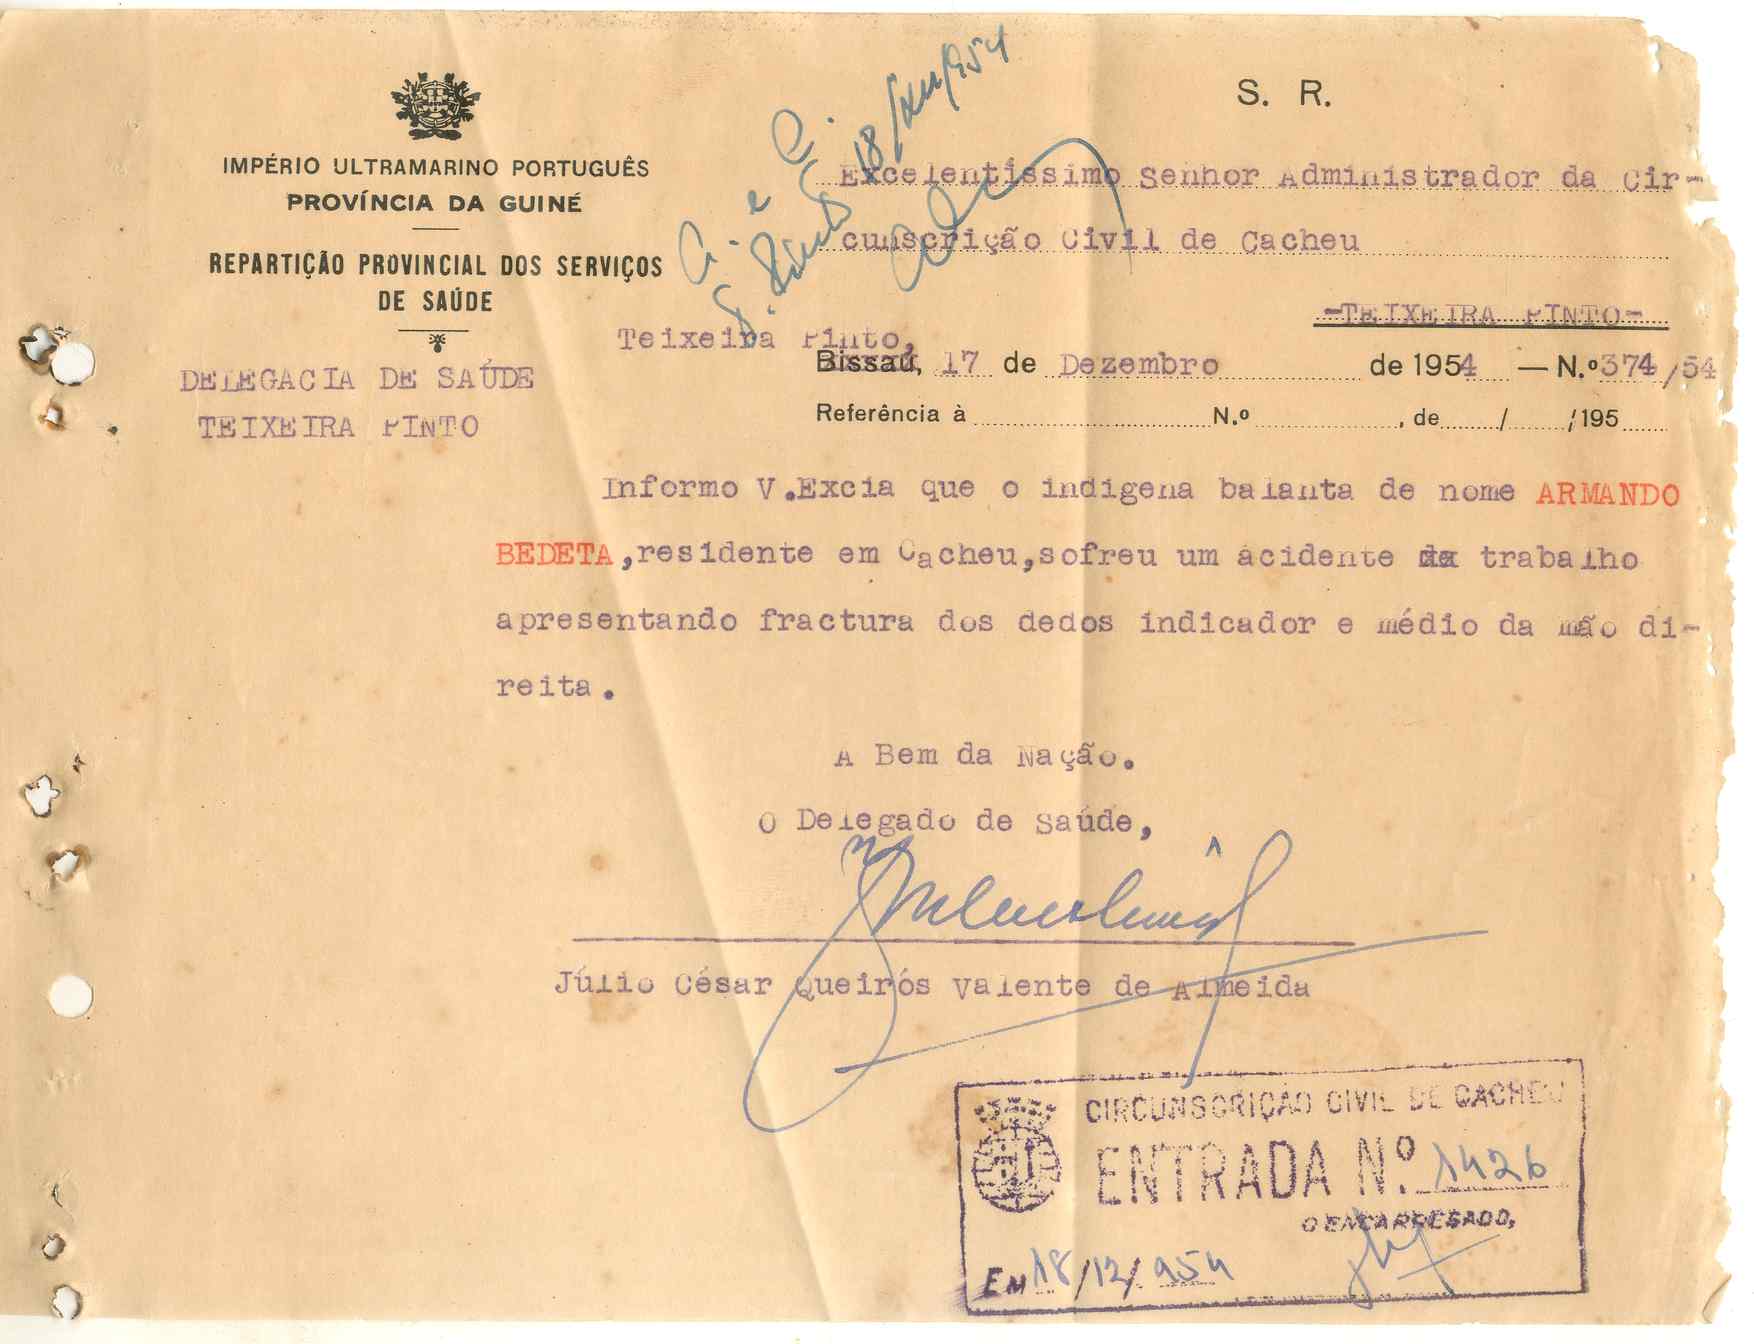 S. R.
IMPÉRIO ULTRAMARINO PORTUGUÊS
PROVÍNCIA DA GUINÉ
REPARTIÇÃO PROVINCIAL DOS SERVIÇOS
DE SAÚDE
DELEGACIA DE SAÚDE
TEIXEIRA PINTO
18/XII/954
Excelentíssimo Senhor Administrador da Cir-
cunscrição Civil de Cacheu
-TEIXEIRA PINTO-
Teixeira Pinto,
Bissau, 17 de Dezembro de 1954 — N.º 374/54
Referência à N.º , de / /195
Informo V.Excia que o indígena balanta de nome ARMANDO
BEDETA,residente em Cacheu,sofreu um acidente de trabalho
apresentando fractura dos dedos indicador e médio da mão di-
reita.
A Bem da Nação.
O Delegado de Saúde,
Júlio César Queirós Valente de Almeida
CIRCUNSCRIÇÃO CIVIL DE CACHEU
ENTRADA N.º 1426
O ENCARREGADO,
EM 18/12/954